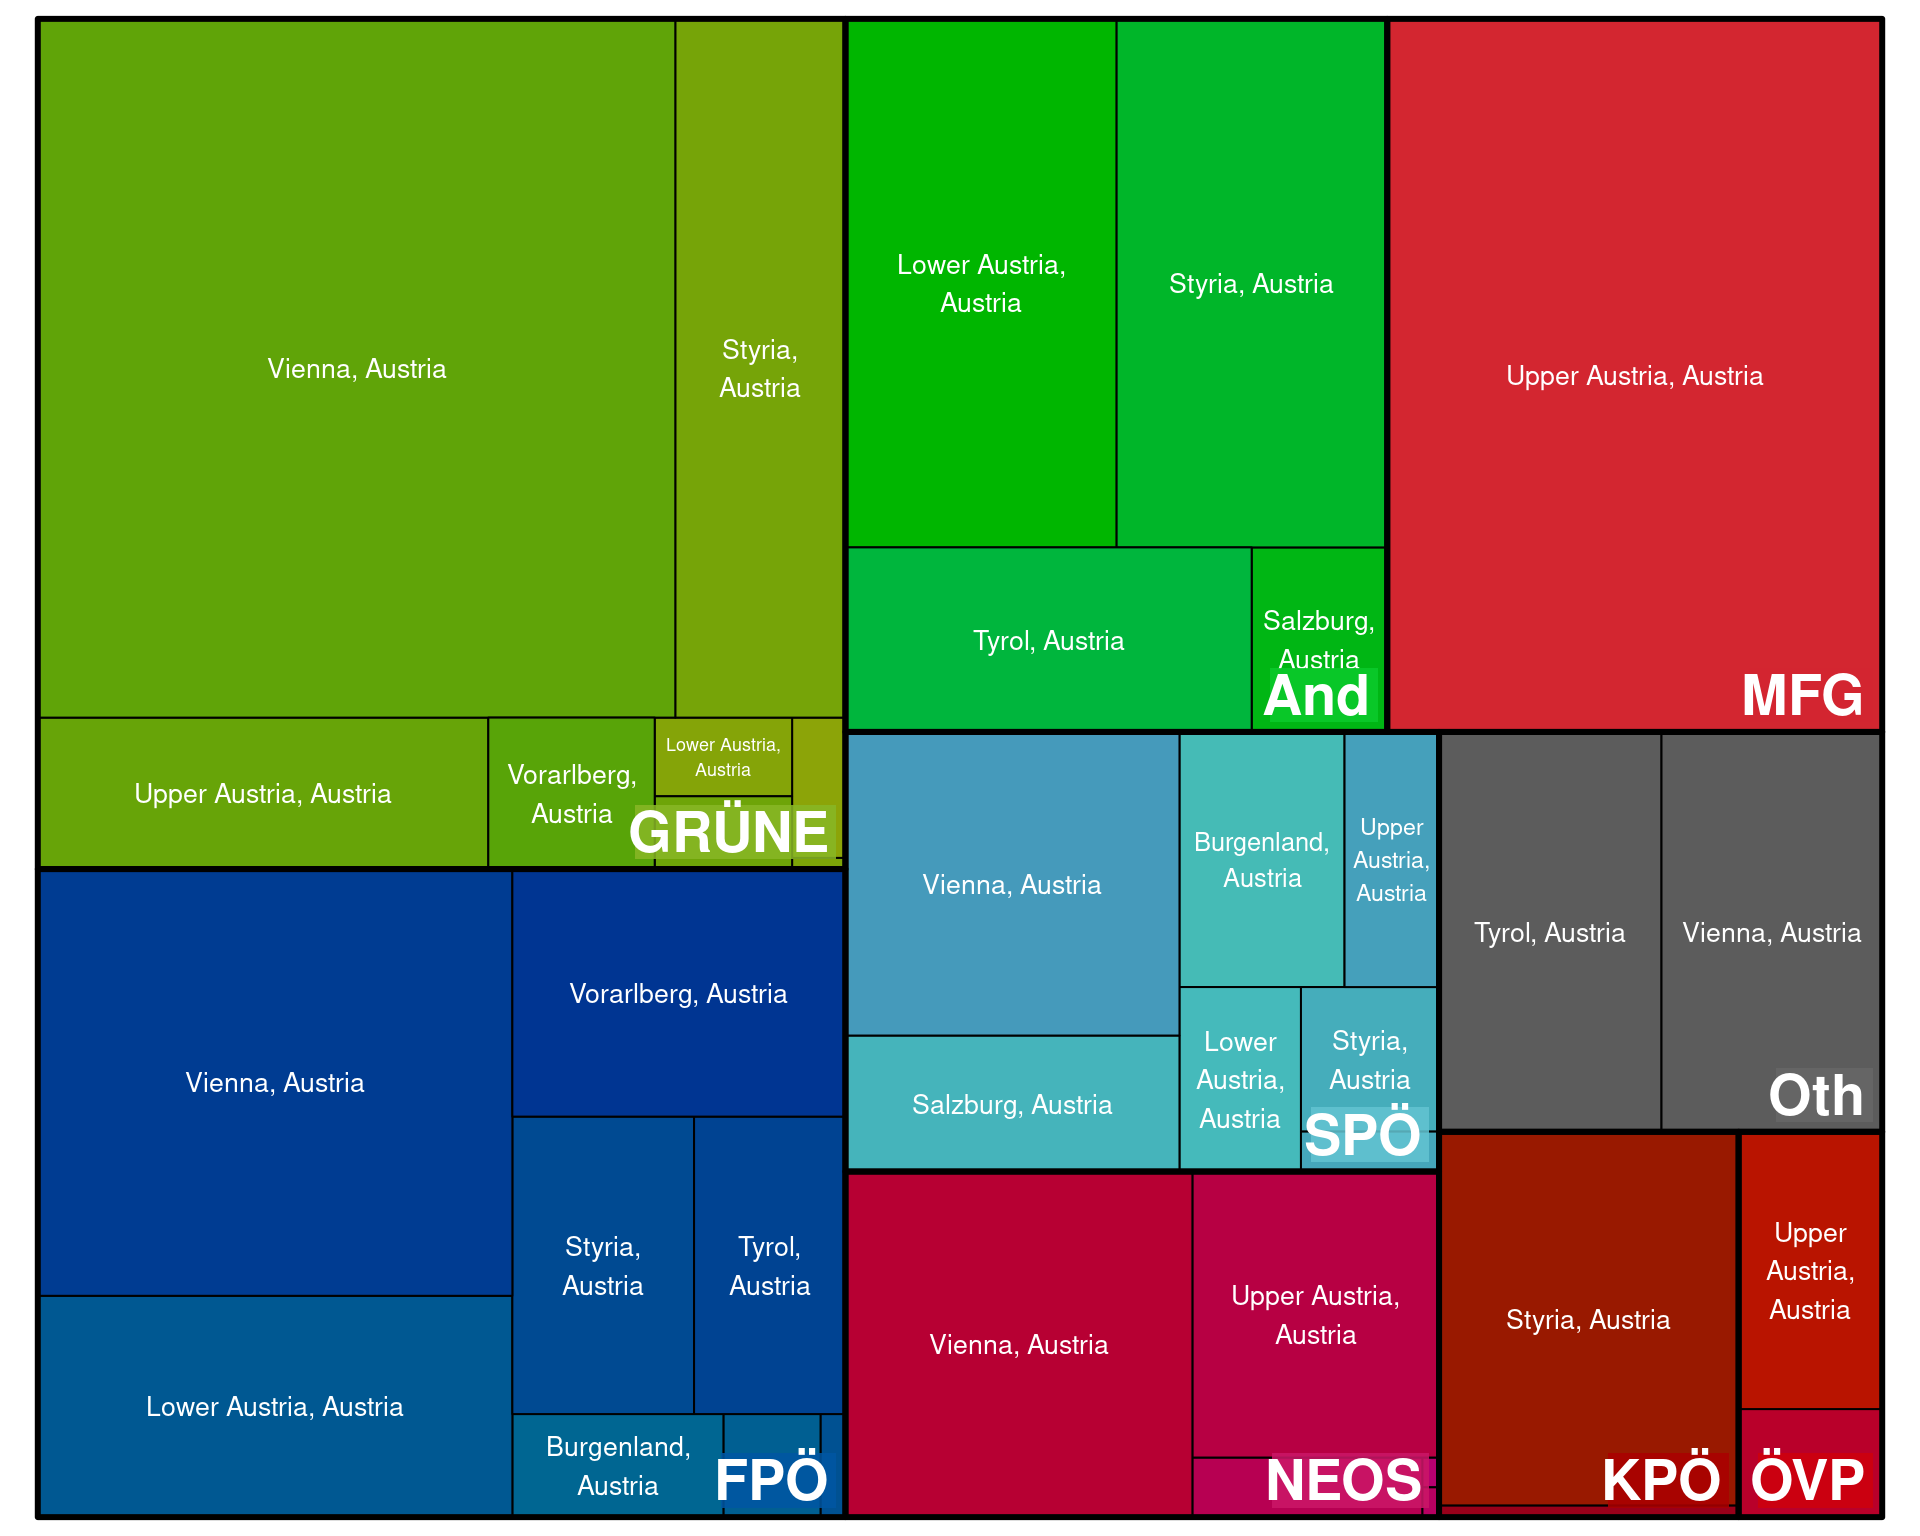 Vienna, Austria
Styria,
Austria
Upper Austria, Austria
Vorarlberg,
Austria
Lower Austria,
Austria
GRÜNE
Lower Austria,
Austria
Styria, Austria
Tyrol, Austria
Salzburg,
Austria
And
Upper Austria, Austria
MFG
Vienna, Austria
Vorarlberg, Austria
Styria,
Austria
Tyrol,
Austria
Lower Austria, Austria
Burgenland,
Austria
FPÖ
Vienna, Austria
Burgenland,
Austria
Upper
Austria,
Austria
Salzburg, Austria
Lower
Austria,
Austria
Styria,
Austria
SPÖ
Tyrol, Austria
Vienna, Austria
Oth
Vienna, Austria
Upper Austria,
Austria
NEOS
Styria, Austria
KPÖ
Upper
Austria,
Austria
ÖVP